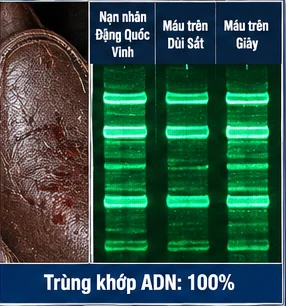 Nạn nhân
Đặng Quốc
Vinh
Máu trên
Dùi Sắt
Máu trên
Giày
Trùng khớp ADN: 100%